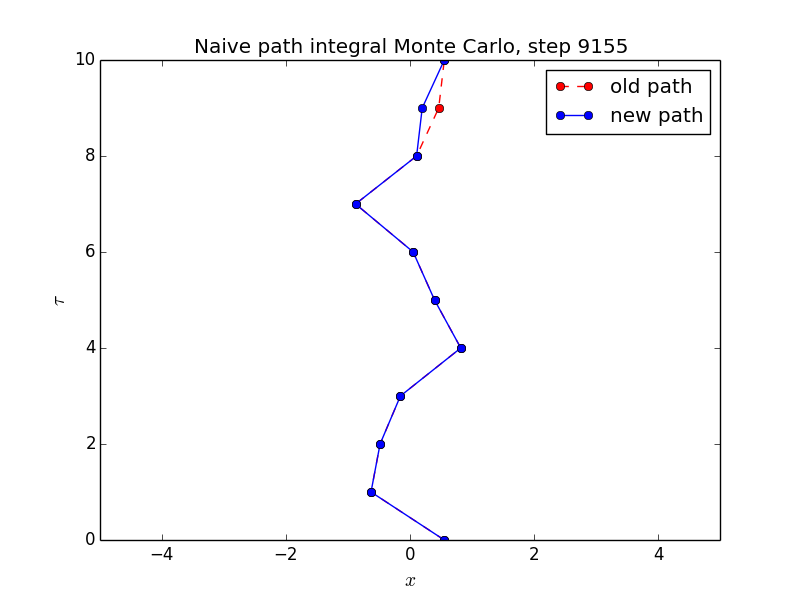 Naive path integral Monte Carlo, step 9155
old path
new path
10
8
6
4
2
0
τ
−4
−2
0
2
4
x